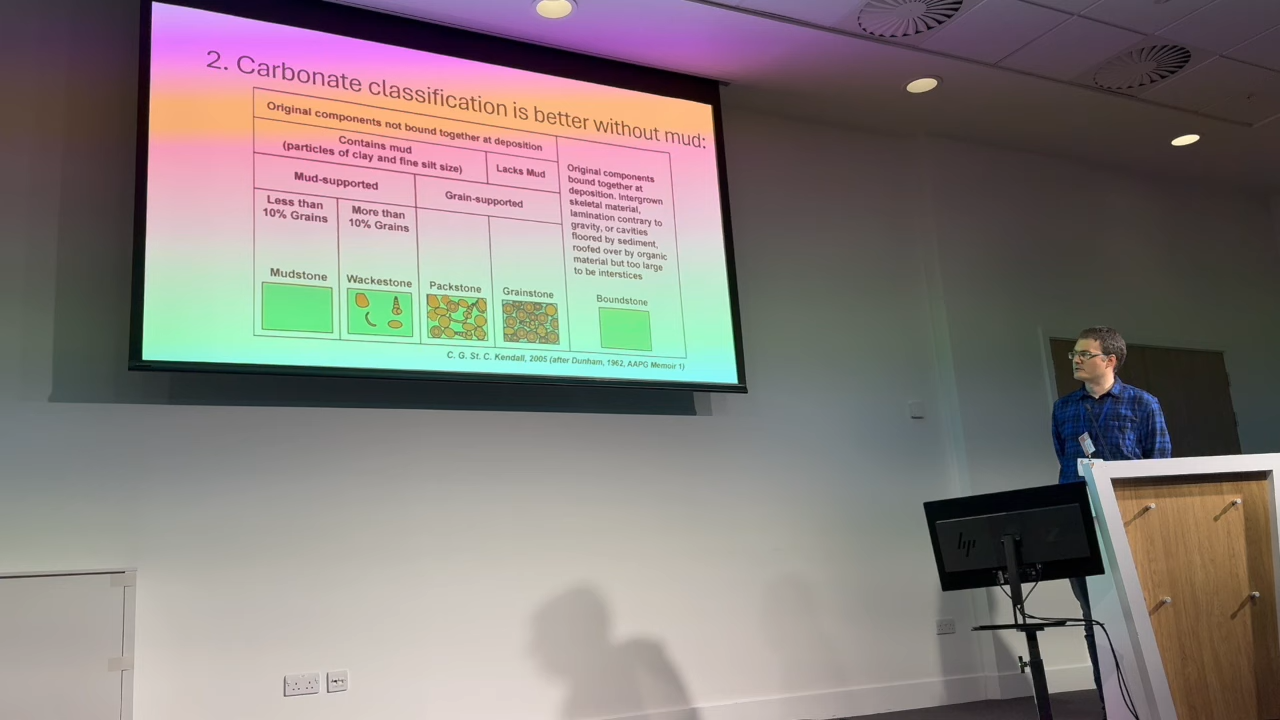 2. Carbonate classification is better without mud:
Original components not bound together at deposition
Contains mud
(particles of clay and fine silt size)
Lacks Mud
Mud-supported
Grain-supported
Less than
10% Grains
More than
10% Grains
Original components
bound together at
deposition. Intergrown
skeletal material,
lamination contrary to
gravity, or cavities
floored by sediment,
roofed over by organic
material but too large
to be interstices
Mudstone
Wackestone
Packstone
Grainstone
Boundstone
C. G. St. C. Kendall, 2005 (after Dunham, 1962, AAPG Memoir 1)
hp